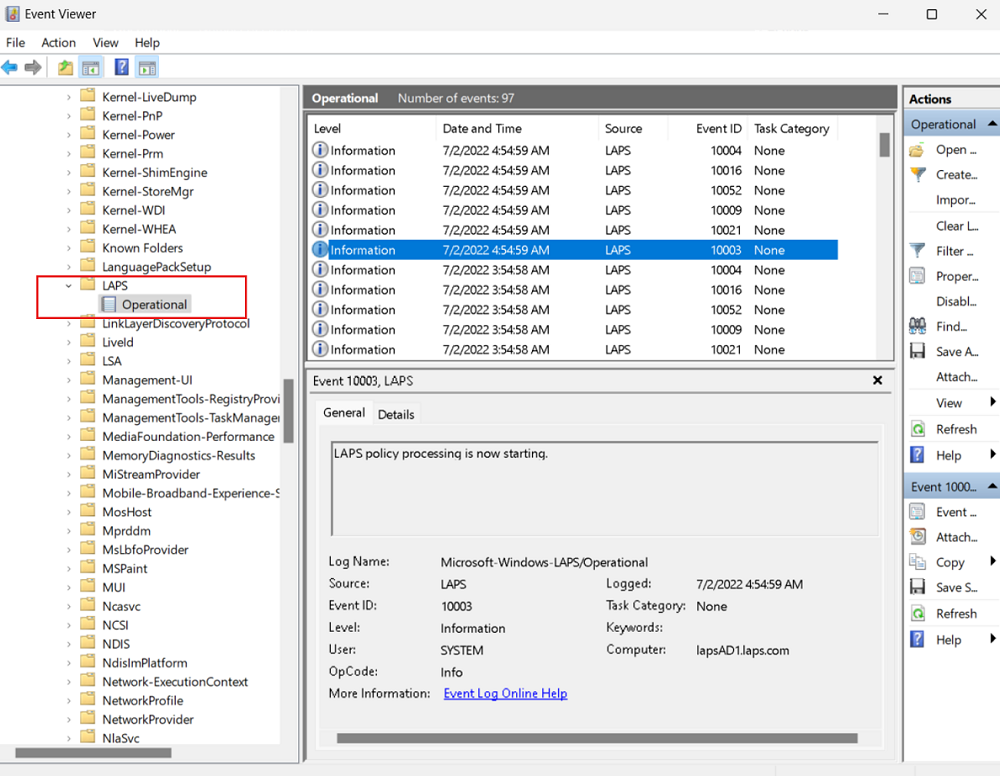 Event Viewer
File Action View Help
Kernel-LiveDump
Kernel-PnP
Kernel-Power
Kernel-Prm
Kernel-ShimEngine
Kernel-StoreMgr
Kernel-WDI
Kernel-WHEA
Known Folders
LanguagePackSetup
LAPS
Operational
LinkLayerDiscoveryProtocol
LiveId
LSA
Management-UI
ManagementTools-RegistryProvi
ManagementTools-TaskManager
MediaFoundation-Performance
MemoryDiagnostics-Results
MiStreamProvider
Mobile-Broadband-Experience-S
MosHost
Mprddm
MsLbfoProvider
MSPaint
MUI
Ncasvc
NCSI
NDIS
NdisImPlatform
Network-ExecutionContext
NetworkProfile
NetworkProvider
NlaSvc
Operational Number of events: 97
Level Date and Time Source Event ID Task Category
Information 7/2/2022 4:54:59 AM LAPS 10004 None
Information 7/2/2022 4:54:59 AM LAPS 10016 None
Information 7/2/2022 4:54:59 AM LAPS 10052 None
Information 7/2/2022 4:54:59 AM LAPS 10009 None
Information 7/2/2022 4:54:59 AM LAPS 10021 None
Information 7/2/2022 4:54:59 AM LAPS 10003 None
Information 7/2/2022 3:54:58 AM LAPS 10004 None
Information 7/2/2022 3:54:58 AM LAPS 10016 None
Information 7/2/2022 3:54:58 AM LAPS 10052 None
Information 7/2/2022 3:54:58 AM LAPS 10009 None
Information 7/2/2022 3:54:58 AM LAPS 10021 None
Event 10003, LAPS
General Details
LAPS policy processing is now starting.
Log Name: Microsoft-Windows-LAPS/Operational
Source: LAPS Logged: 7/2/2022 4:54:59 AM
Event ID: 10003 Task Category: None
Level: Information Keywords:
User: SYSTEM Computer: lapsAD1.laps.com
OpCode: Info
More Information: Event Log Online Help
Actions
Operational
Open ...
Create...
Impor...
Clear L...
Filter ...
Proper...
Disabl...
Find...
Save A...
Attach...
View
Refresh
Help
Event 1000...
Event ...
Attach...
Copy
Save S...
Refresh
Help